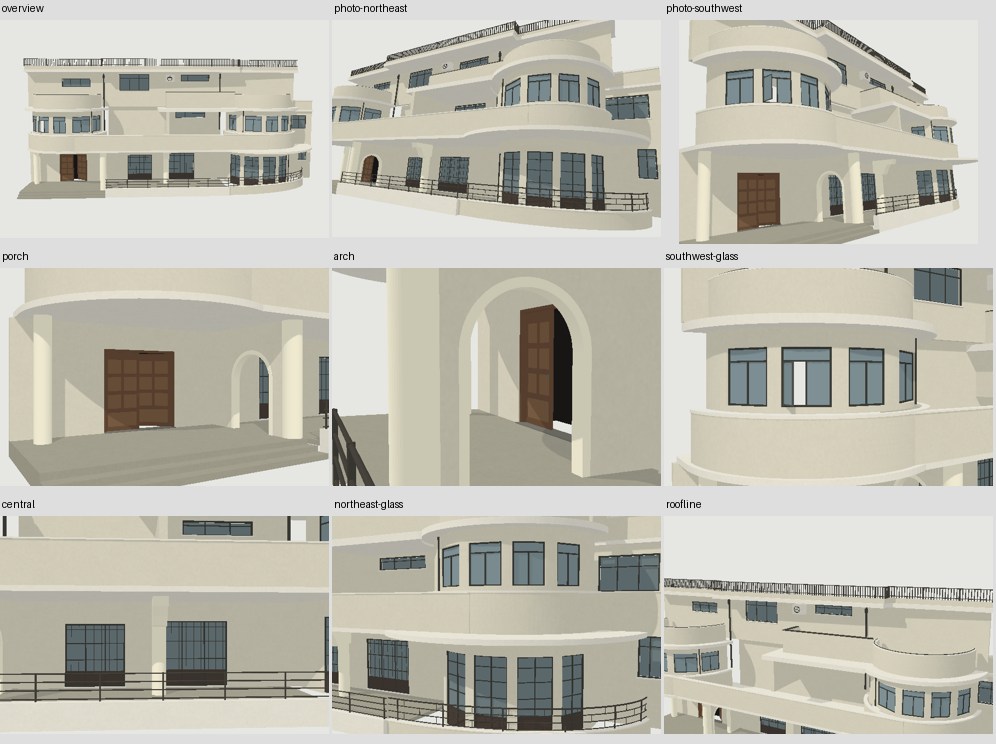 overview
photo-northeast
photo-southwest
porch
arch
southwest-glass
central
northeast-glass
roofline